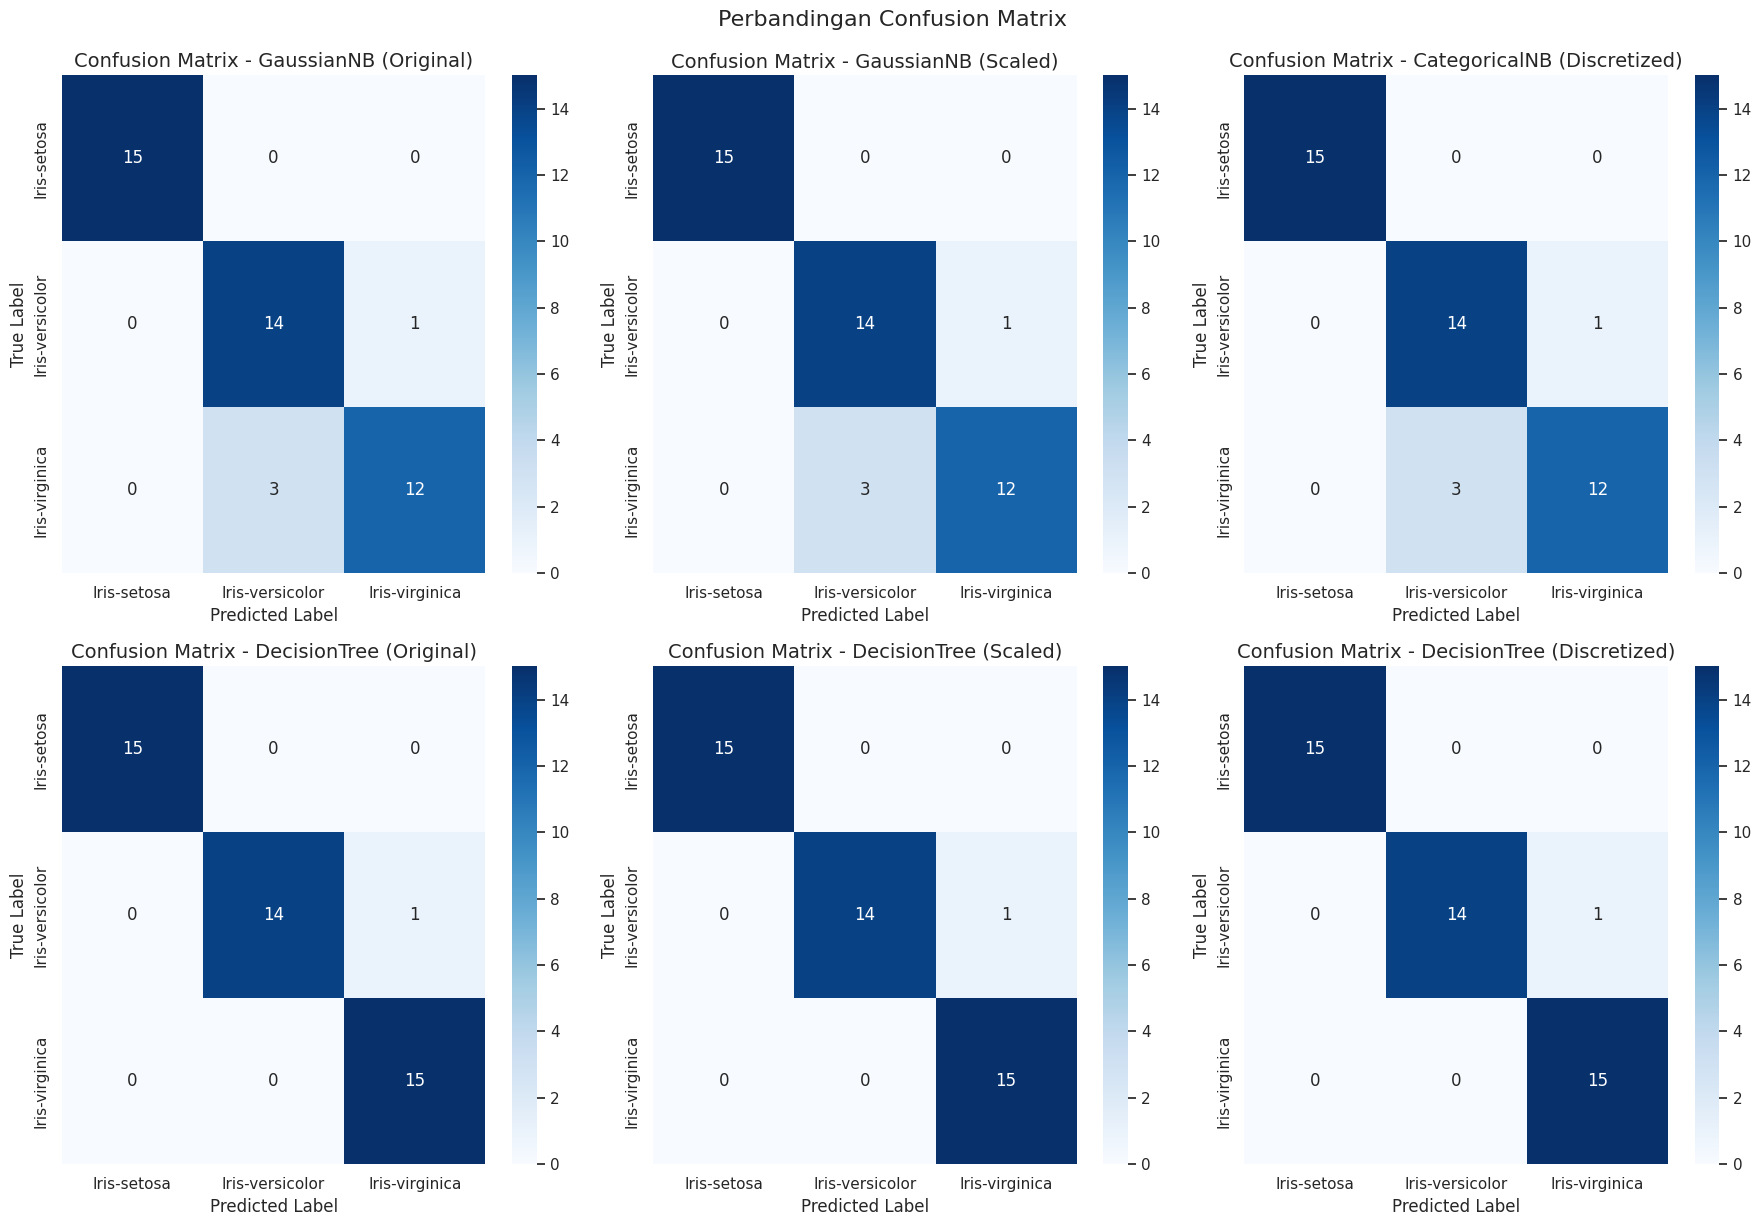 Perbandingan Confusion Matrix
Confusion Matrix - GaussianNB (Original)
Iris-setosa
Iris-versicolor
Iris-virginica
True Label
15 0 0
0 14 1
0 3 12
Iris-setosa Iris-versicolor Iris-virginica
Predicted Label
14
12
10
8
6
4
2
0
Confusion Matrix - GaussianNB (Scaled)
Iris-setosa
Iris-versicolor
Iris-virginica
True Label
15 0 0
0 14 1
0 3 12
Iris-setosa Iris-versicolor Iris-virginica
Predicted Label
14
12
10
8
6
4
2
0
Confusion Matrix - CategoricalNB (Discretized)
Iris-setosa
Iris-versicolor
Iris-virginica
True Label
15 0 0
0 14 1
0 3 12
Iris-setosa Iris-versicolor Iris-virginica
Predicted Label
14
12
10
8
6
4
2
0
Confusion Matrix - DecisionTree (Original)
Iris-setosa
Iris-versicolor
Iris-virginica
True Label
15 0 0
0 14 1
0 0 15
Iris-setosa Iris-versicolor Iris-virginica
Predicted Label
14
12
10
8
6
4
2
0
Confusion Matrix - DecisionTree (Scaled)
Iris-setosa
Iris-versicolor
Iris-virginica
True Label
15 0 0
0 14 1
0 0 15
Iris-setosa Iris-versicolor Iris-virginica
Predicted Label
14
12
10
8
6
4
2
0
Confusion Matrix - DecisionTree (Discretized)
Iris-setosa
Iris-versicolor
Iris-virginica
True Label
15 0 0
0 14 1
0 0 15
Iris-setosa Iris-versicolor Iris-virginica
Predicted Label
14
12
10
8
6
4
2
0